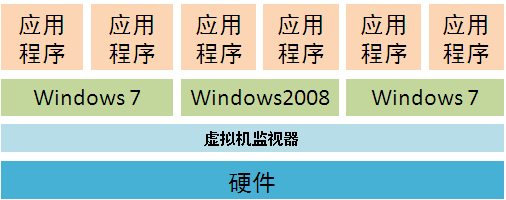 应用 应用 应用 应用 应用 应用
程序 程序 程序 程序 程序 程序
Windows 7 Windows2008 Windows 7
虚拟机监视器
硬件